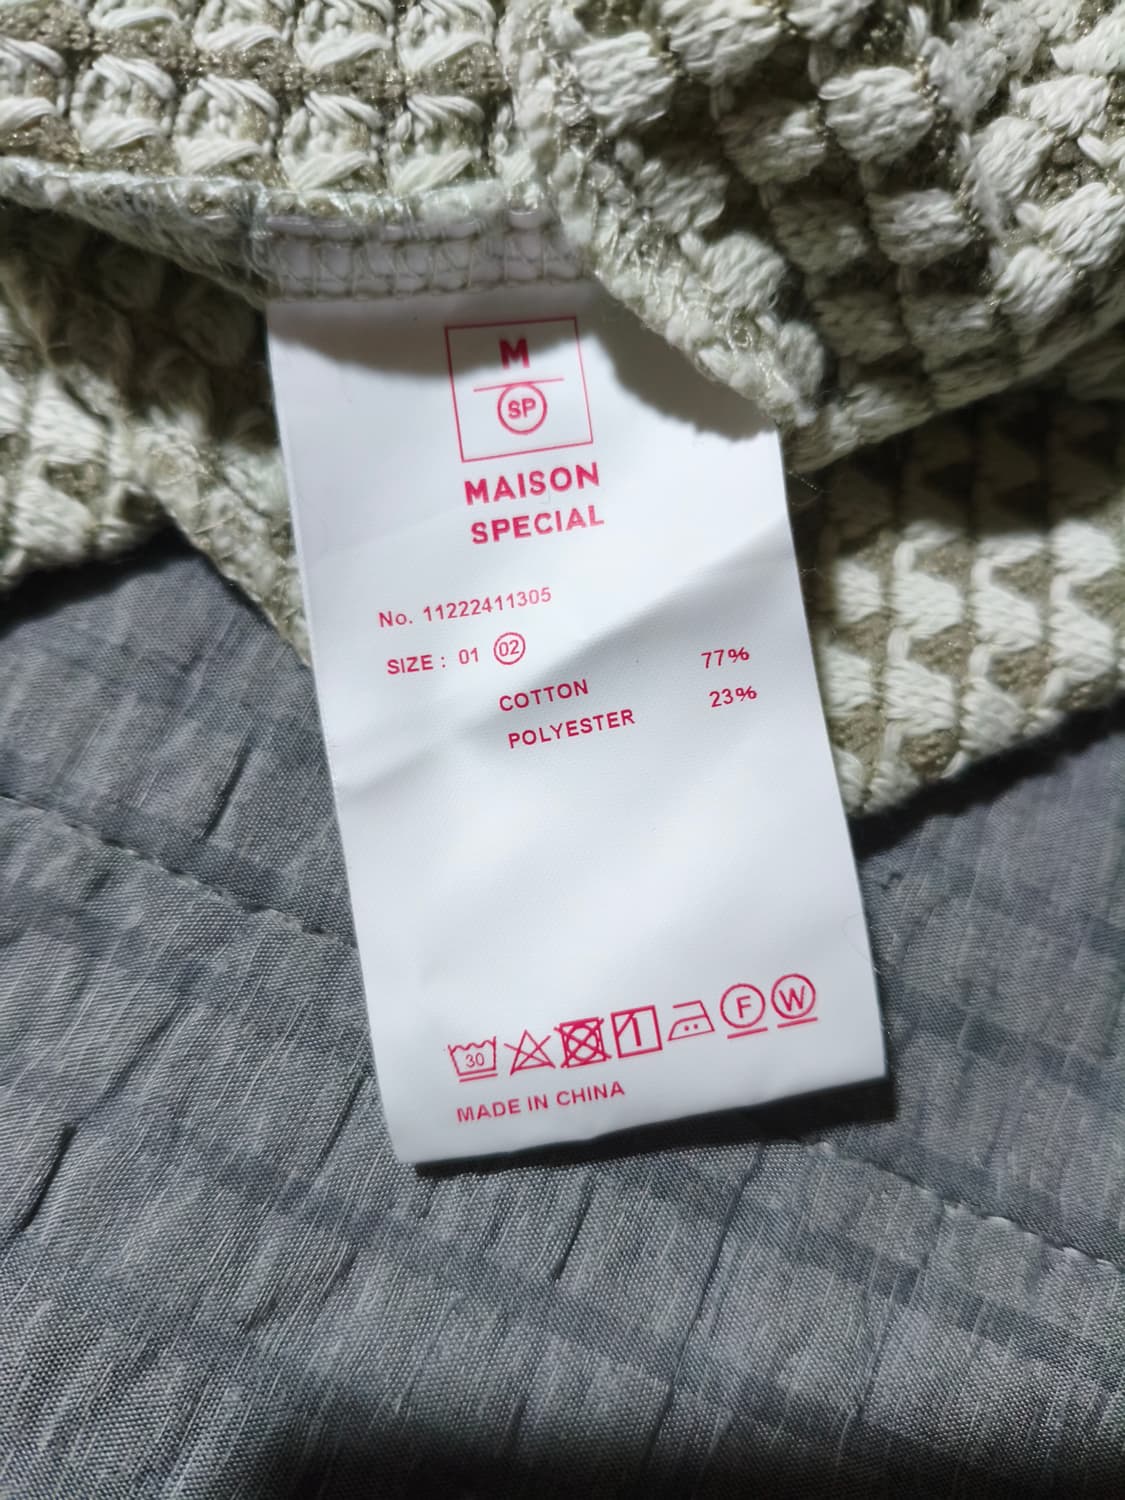 M
SP
MAISON
SPECIAL
No. 11222411305
SIZE : 01 02
COTTON 77%
POLYESTER 23%
30 F W
MADE IN CHINA